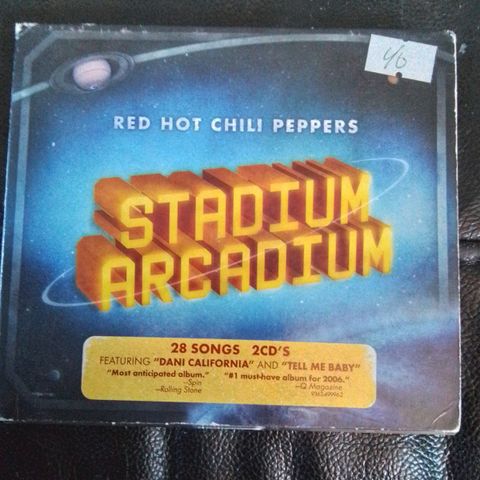 40
RED HOT CHILI PEPPERS
STADIUM
ARCADIUM
28 SONGS 2CD'S
FEATURING "DANI CALIFORNIA" AND "TELL ME BABY"
"Most anticipated album." "#1 must-have album for 2006."
—Spin —Q Magazine
—Rolling Stone 9362499962